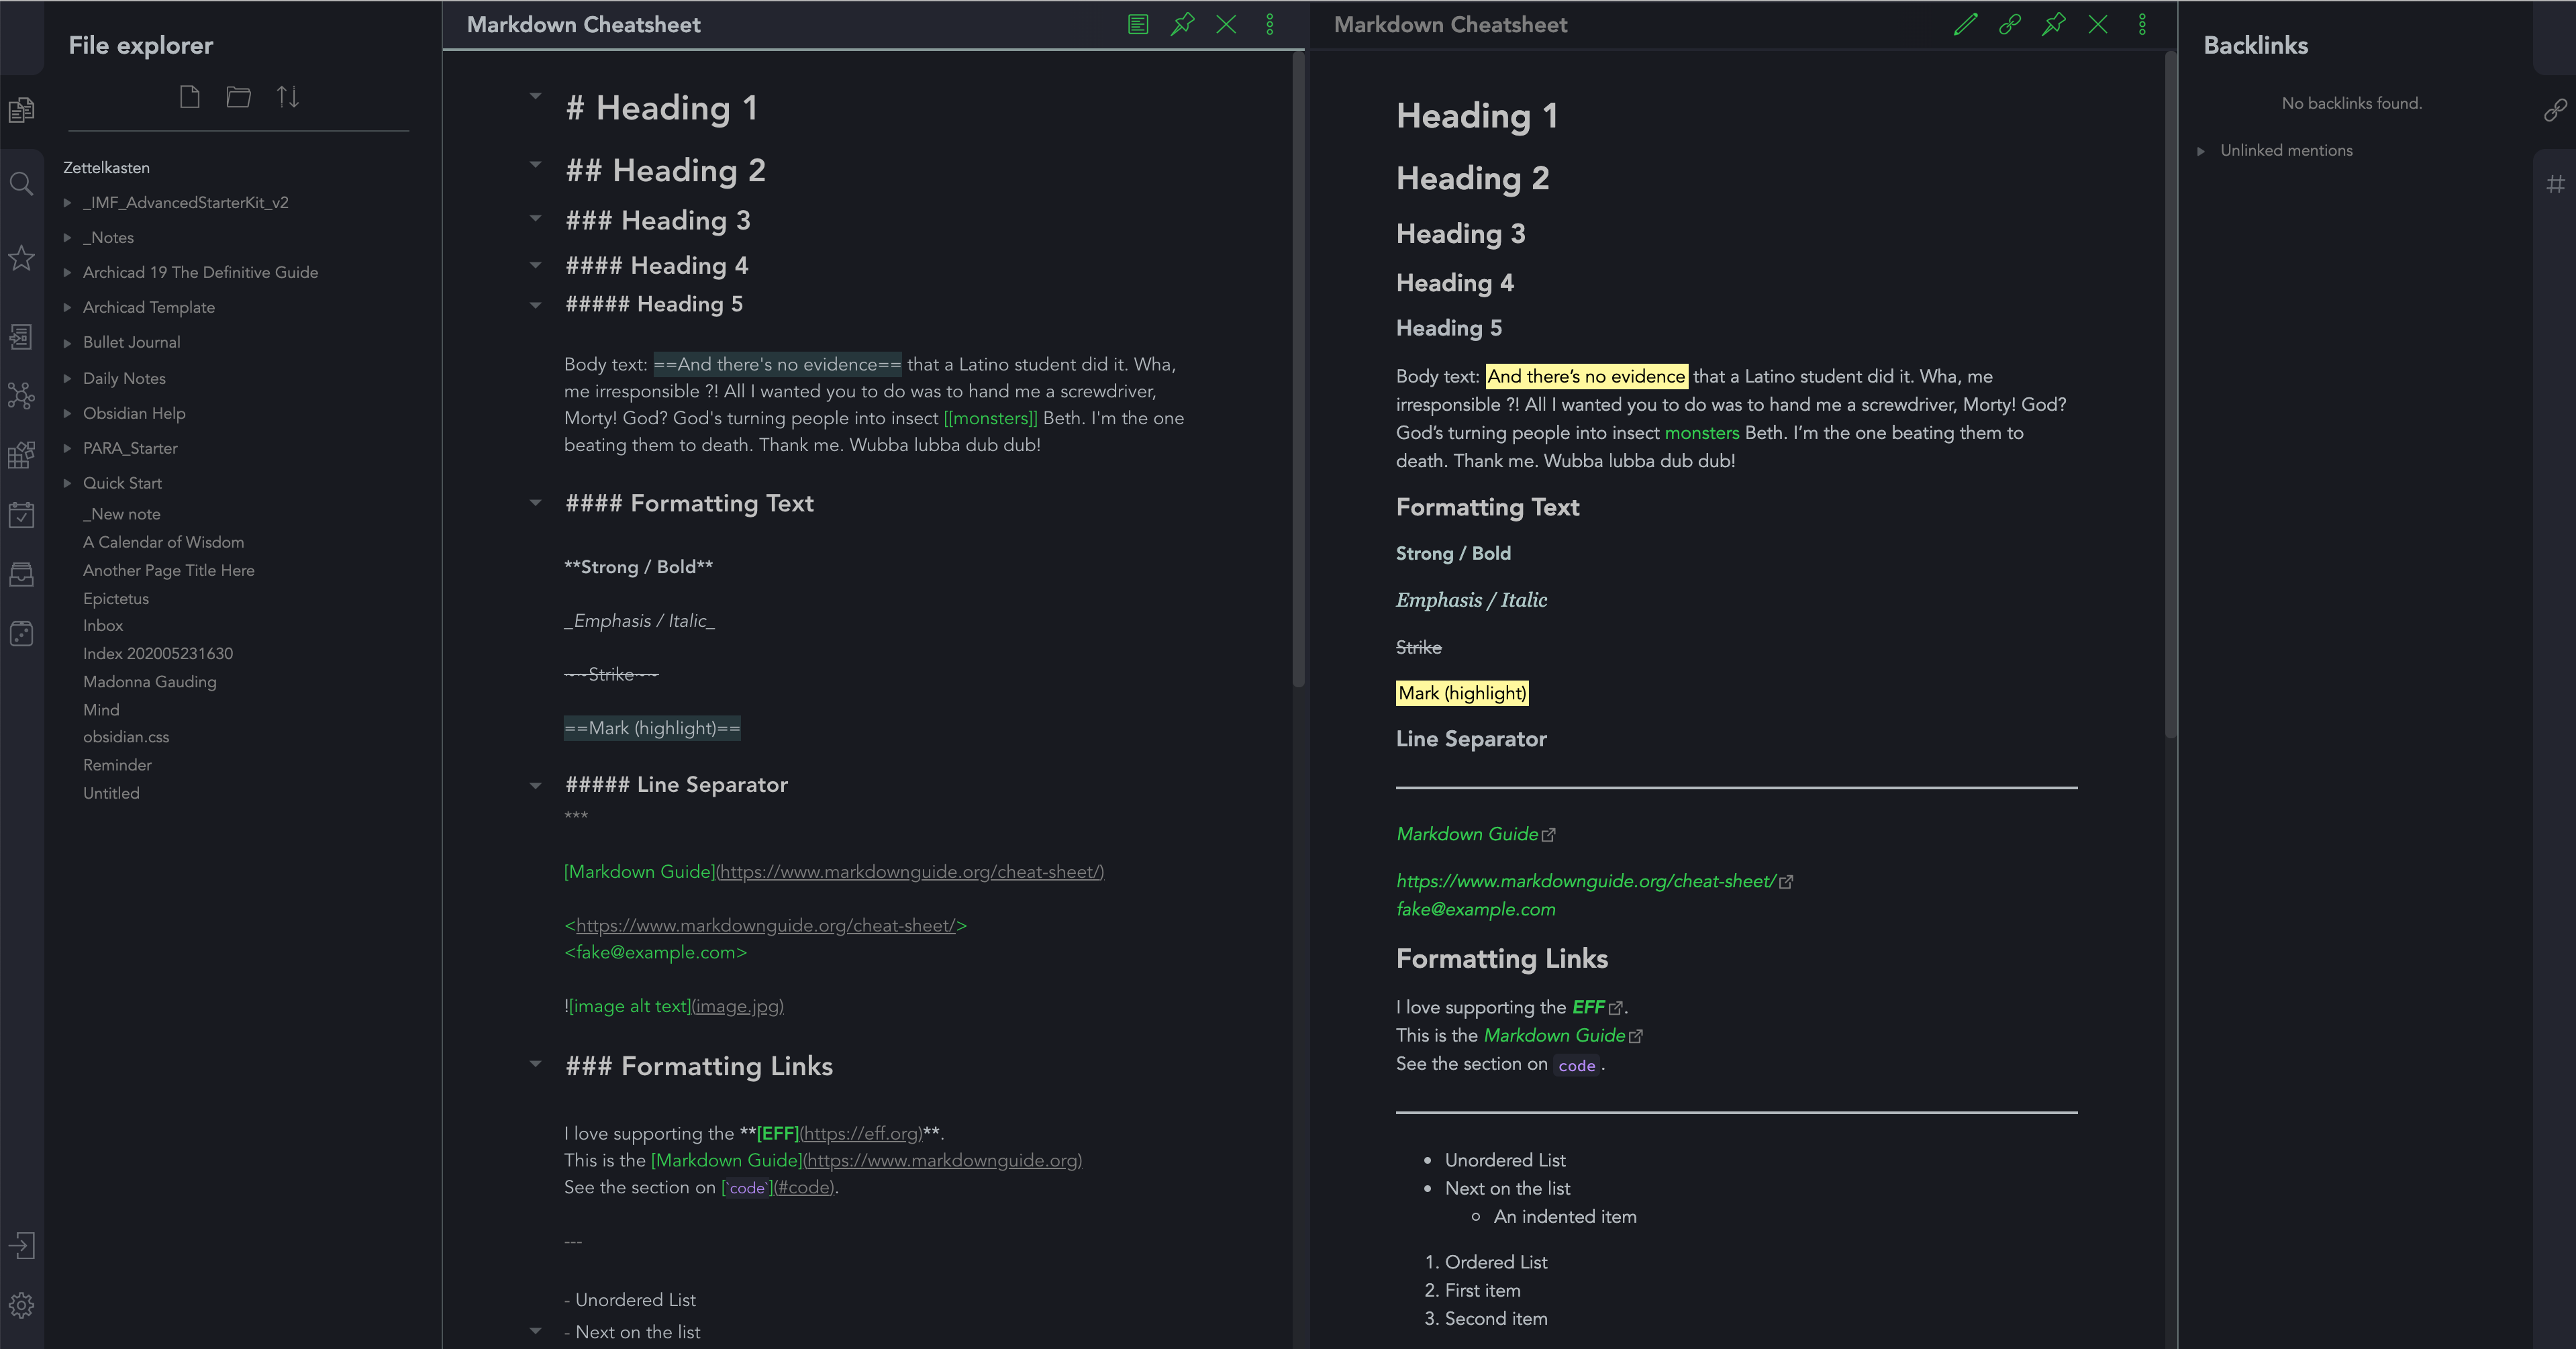 File explorer
Zettelkasten
_IMF_AdvancedStarterKit_v2
_Notes
Archicad 19 The Definitive Guide
Archicad Template
Bullet Journal
Daily Notes
Obsidian Help
PARA_Starter
Quick Start
_New note
A Calendar of Wisdom
Another Page Title Here
Epictetus
Inbox
Index 202005231630
Madonna Gauding
Mind
obsidian.css
Reminder
Untitled
Markdown Cheatsheet
# Heading 1
## Heading 2
### Heading 3
#### Heading 4
##### Heading 5
Body text: ==And there's no evidence== that a Latino student did it. Wha,
me irresponsible ?! All I wanted you to do was to hand me a screwdriver,
Morty! God? God's turning people into insect [[monsters]] Beth. I'm the one
beating them to death. Thank me. Wubba lubba dub dub!
#### Formatting Text
**Strong / Bold**
_Emphasis / Italic_
~~Strike~~
==Mark (highlight)==
##### Line Separator
***
[Markdown Guide](https://www.markdownguide.org/cheat-sheet/)
<https://www.markdownguide.org/cheat-sheet/>
<fake@example.com>
![image alt text](image.jpg)
### Formatting Links
I love supporting the **[EFF](https://eff.org)**.
This is the [Markdown Guide](https://www.markdownguide.org)
See the section on [`code`](#code).
---
- Unordered List
- Next on the list
Markdown Cheatsheet
Heading 1
Heading 2
Heading 3
Heading 4
Heading 5
Body text: And there’s no evidence that a Latino student did it. Wha, me
irresponsible ?! All I wanted you to do was to hand me a screwdriver, Morty! God?
God’s turning people into insect monsters Beth. I’m the one beating them to
death. Thank me. Wubba lubba dub dub!
Formatting Text
Strong / Bold
Emphasis / Italic
Strike
Mark (highlight)
Line Separator
Markdown Guide
https://www.markdownguide.org/cheat-sheet/
fake@example.com
Formatting Links
I love supporting the EFF.
This is the Markdown Guide
See the section on code.
• Unordered List
• Next on the list
◦ An indented item
1. Ordered List
2. First item
3. Second item
Backlinks
No backlinks found.
Unlinked mentions